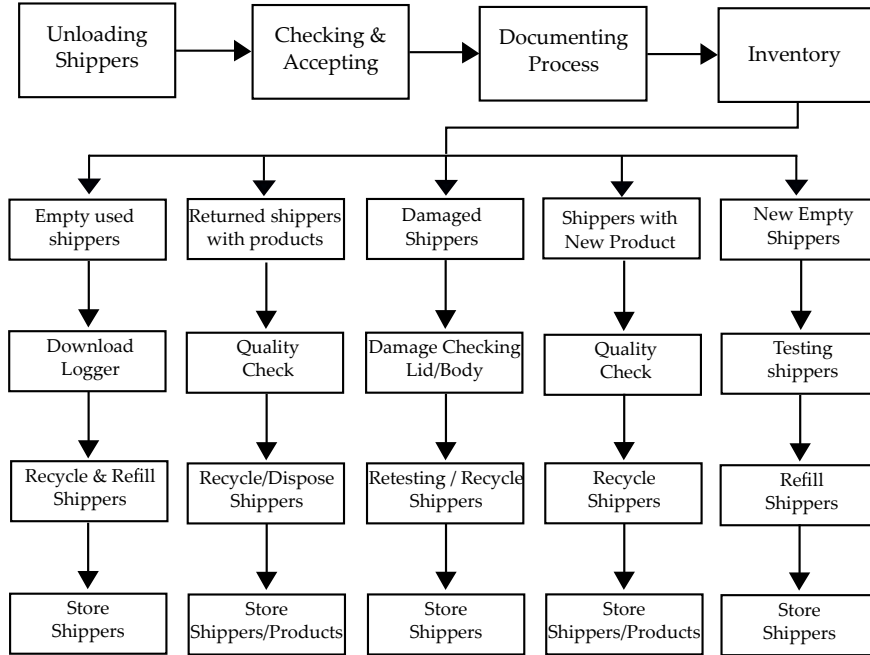 Unloading
Shippers
Checking &
Accepting
Documenting
Process
Inventory
Empty used
shippers
Returned shippers
with products
Damaged
Shippers
Shippers with
New Product
New Empty
Shippers
Download
Logger
Quality
Check
Damage Checking
Lid/Body
Quality
Check
Testing
shippers
Recycle & Refill
Shippers
Recycle/Dispose
Shippers
Retesting / Recycle
Shippers
Recycle
Shippers
Refill
Shippers
Store
Shippers
Store
Shippers/Products
Store
Shippers
Store
Shippers/Products
Store
Shippers